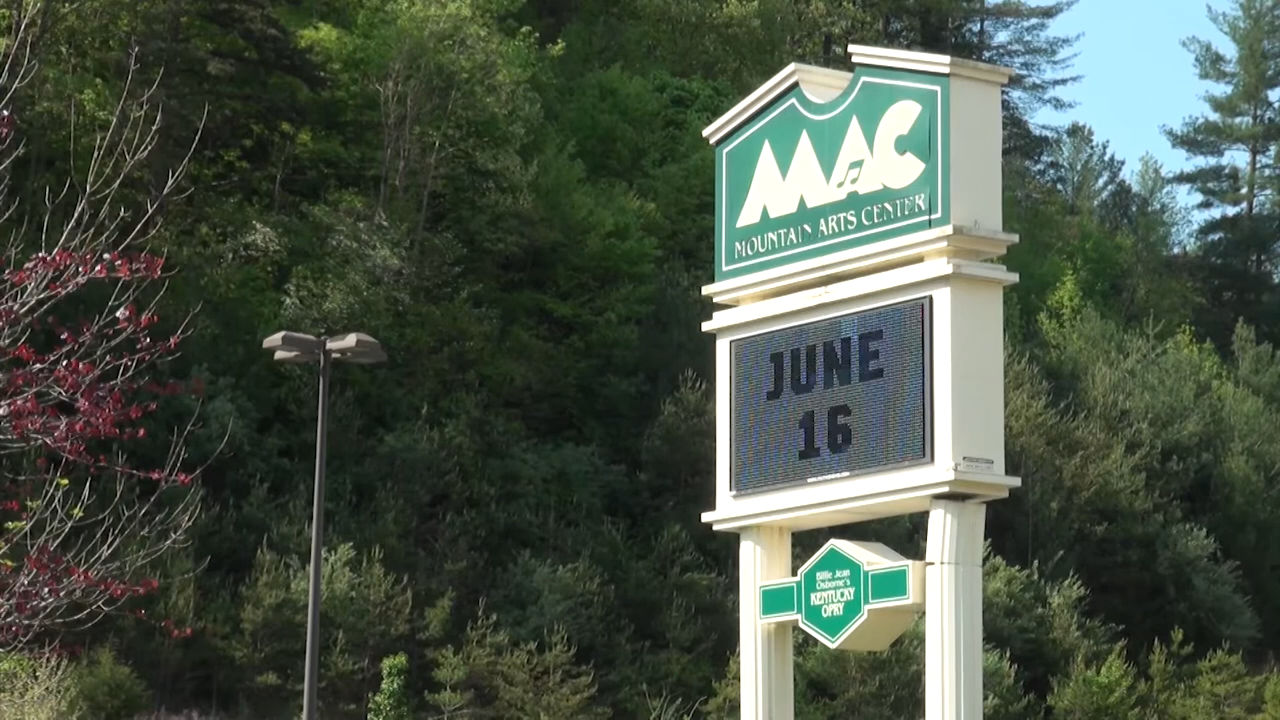 MAC
MOUNTAIN ARTS CENTER
JUNE
16
Billie Jean
Osborne's
KENTUCKY
OPRY